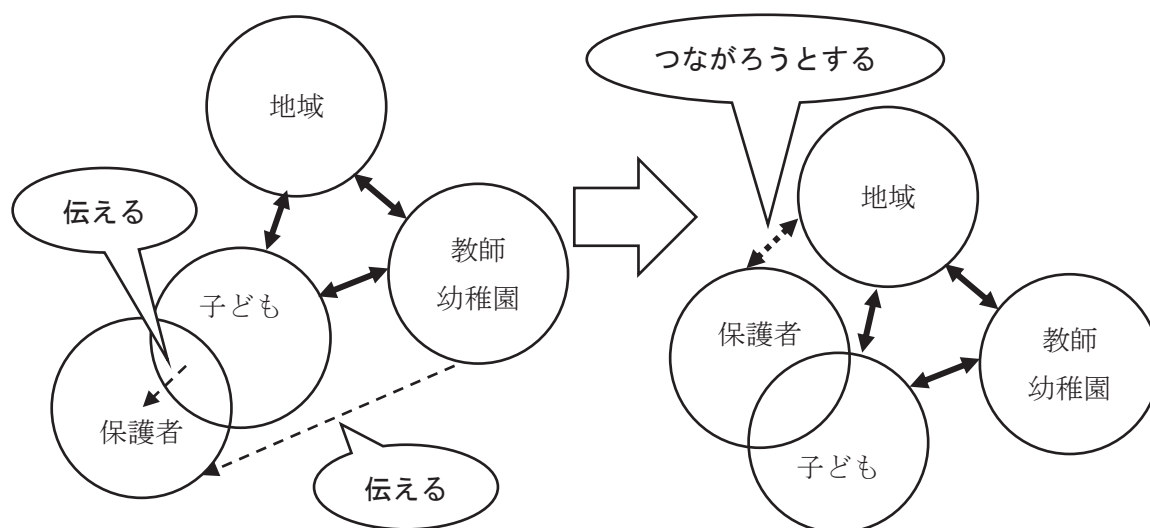 地域
伝える
教師
幼稚園
子ども
保護者
伝える
つながろうとする
地域
保護者
教師
幼稚園
子ども